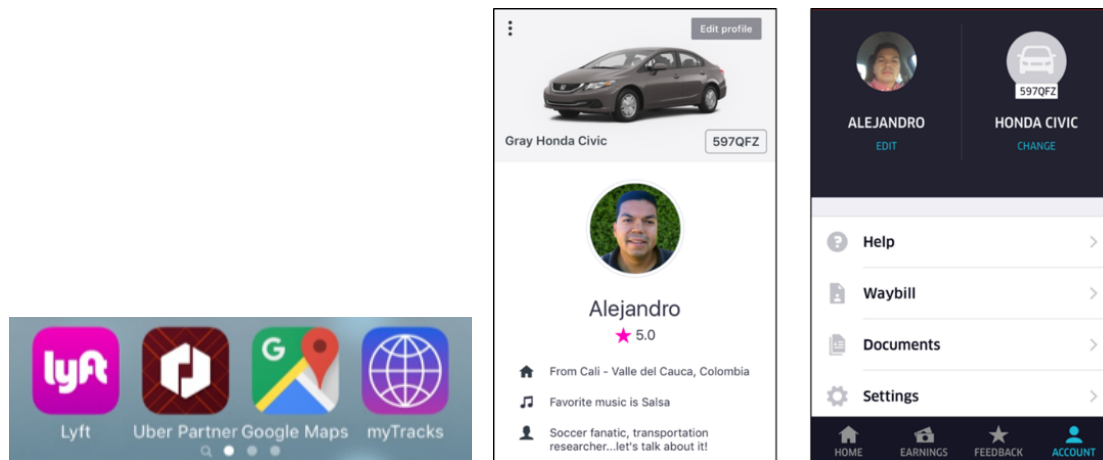 lyft
G
Lyft
Uber Partner
Google Maps
myTracks
Edit profile
Gray Honda Civic
597QFZ
Alejandro
5.0
From Cali - Valle del Cauca, Colombia
Favorite music is Salsa
Soccer fanatic, transportation
researcher...let's talk about it!
597QFZ
ALEJANDRO
HONDA CIVIC
EDIT
CHANGE
Help
Waybill
Documents
Settings
HOME
EARNINGS
FEEDBACK
ACCOUNT